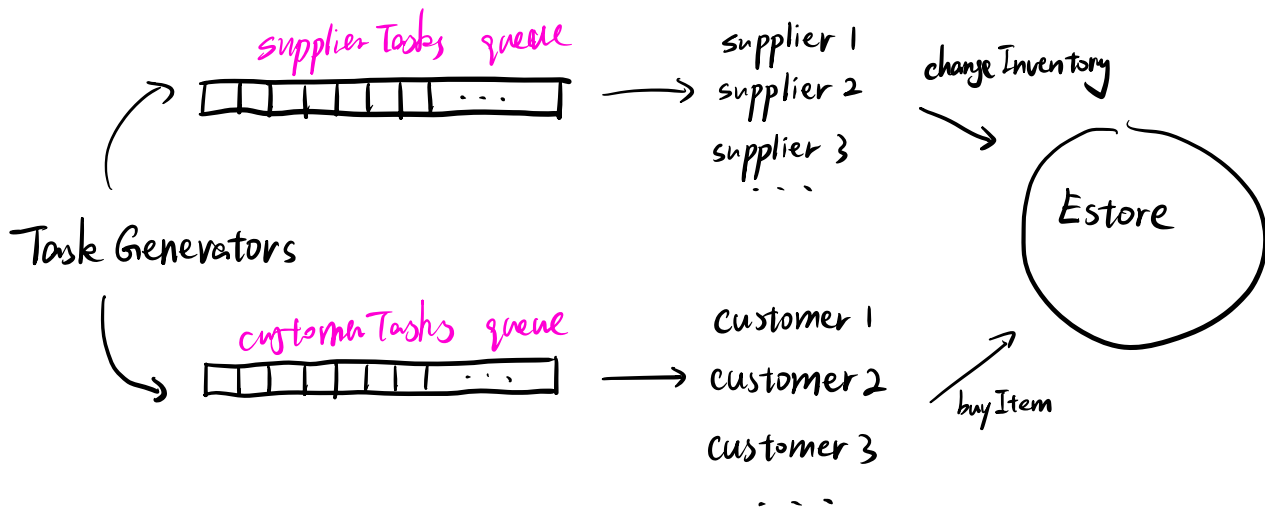 supplierTasks queue
supplier 1
supplier 2
supplier 3
...
changeInventory
...
Estore
Task Generators
customerTasks queue
customer 1
customer 2
customer 3
...
buyItem
...